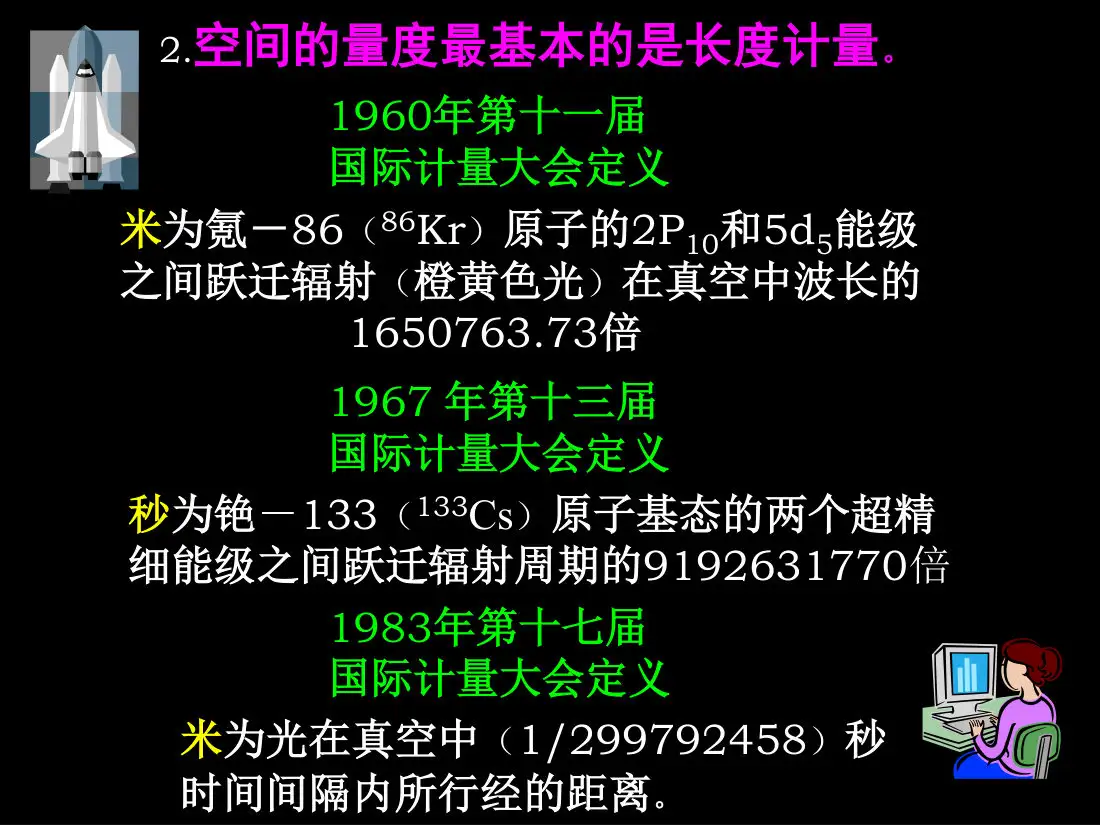 2.空间的量度最基本的是长度计量。
1960年第十一届
国际计量大会定义
米为氪－86（⁸⁶Kr）原子的2P₁₀和5d₅能级
之间跃迁辐射（橙黄色光）在真空中波长的
1650763.73倍
1967 年第十三届
国际计量大会定义
秒为铯－133（¹³³Cs）原子基态的两个超精
细能级之间跃迁辐射周期的9192631770倍
1983年第十七届
国际计量大会定义
米为光在真空中（1/299792458）秒
时间间隔内所行经的距离。